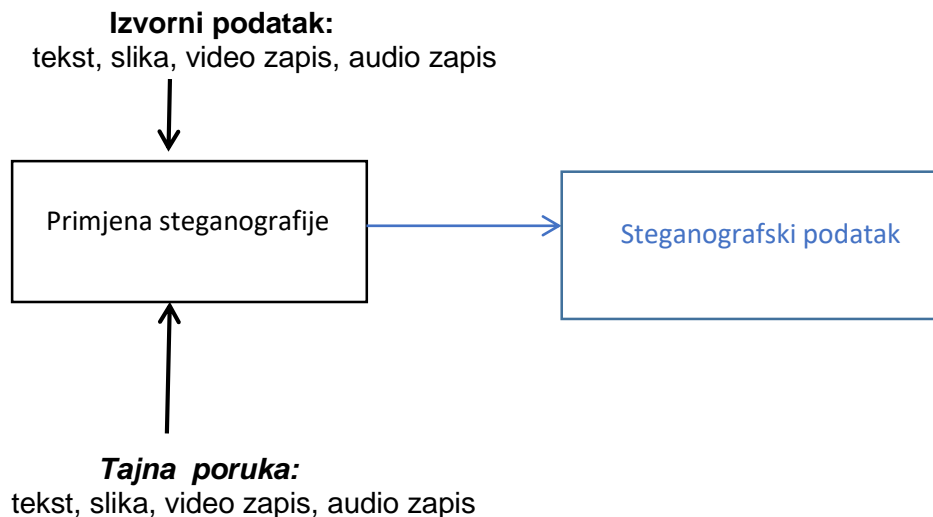 Izvorni podatak:
tekst, slika, video zapis, audio zapis
Primjena steganografije
Steganografski podatak
Tajna poruka:
tekst, slika, video zapis, audio zapis